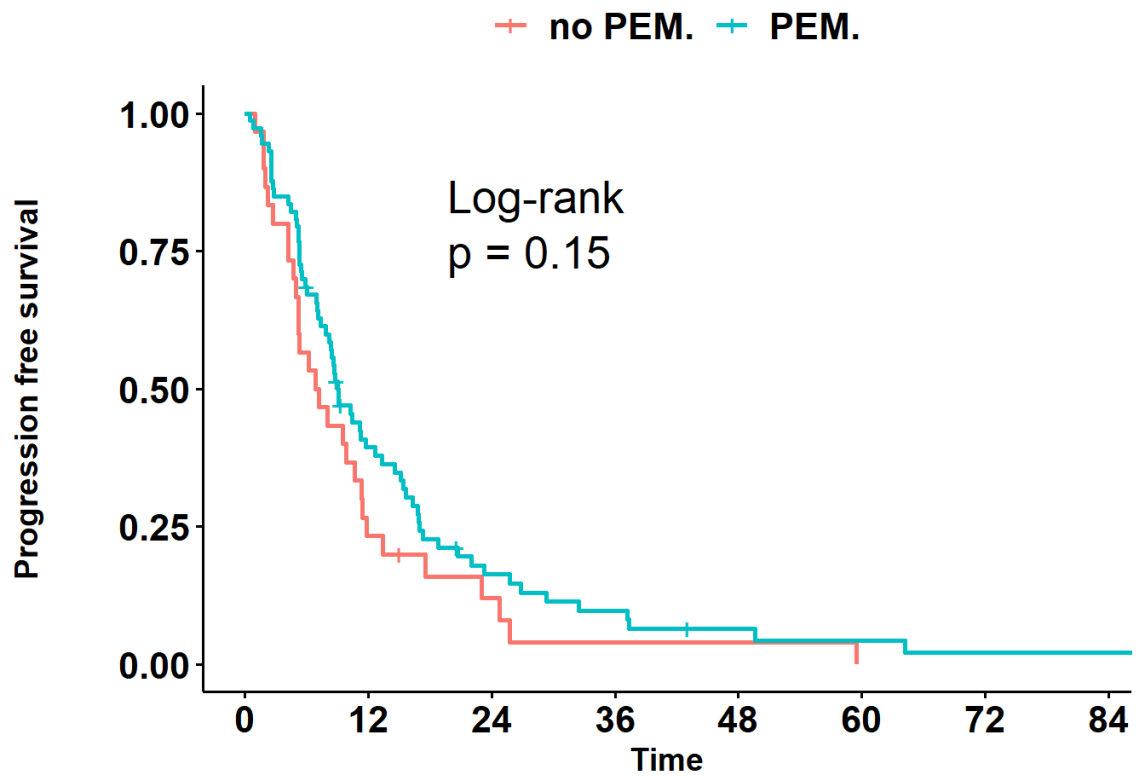 no PEM. PEM.
Progression free survival
1.00
0.75
0.50
0.25
0.00
Log-rank
p = 0.15
0 12 24 36 48 60 72 84
Time